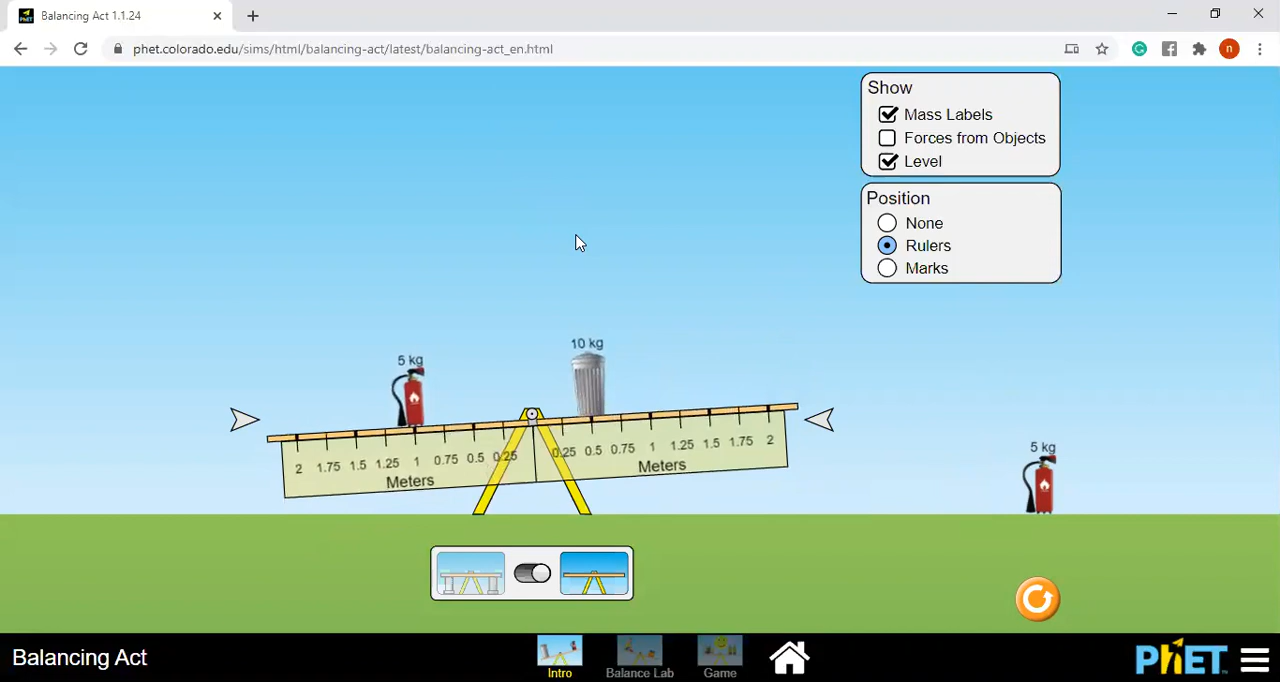 Balancing Act 1.1.24
phet.colorado.edu/sims/html/balancing-act/latest/balancing-act_en.html
n
Show
Mass Labels
Forces from Objects
Level
Position
None
Rulers
Marks
10 kg
5 kg
2 1.75 1.5 1.25 1 0.75 0.5 0.25 0.25 0.5 0.75 1 1.25 1.5 1.75 2
Meters Meters
5 kg
Balancing Act
Intro
Balance Lab
Game
PhET